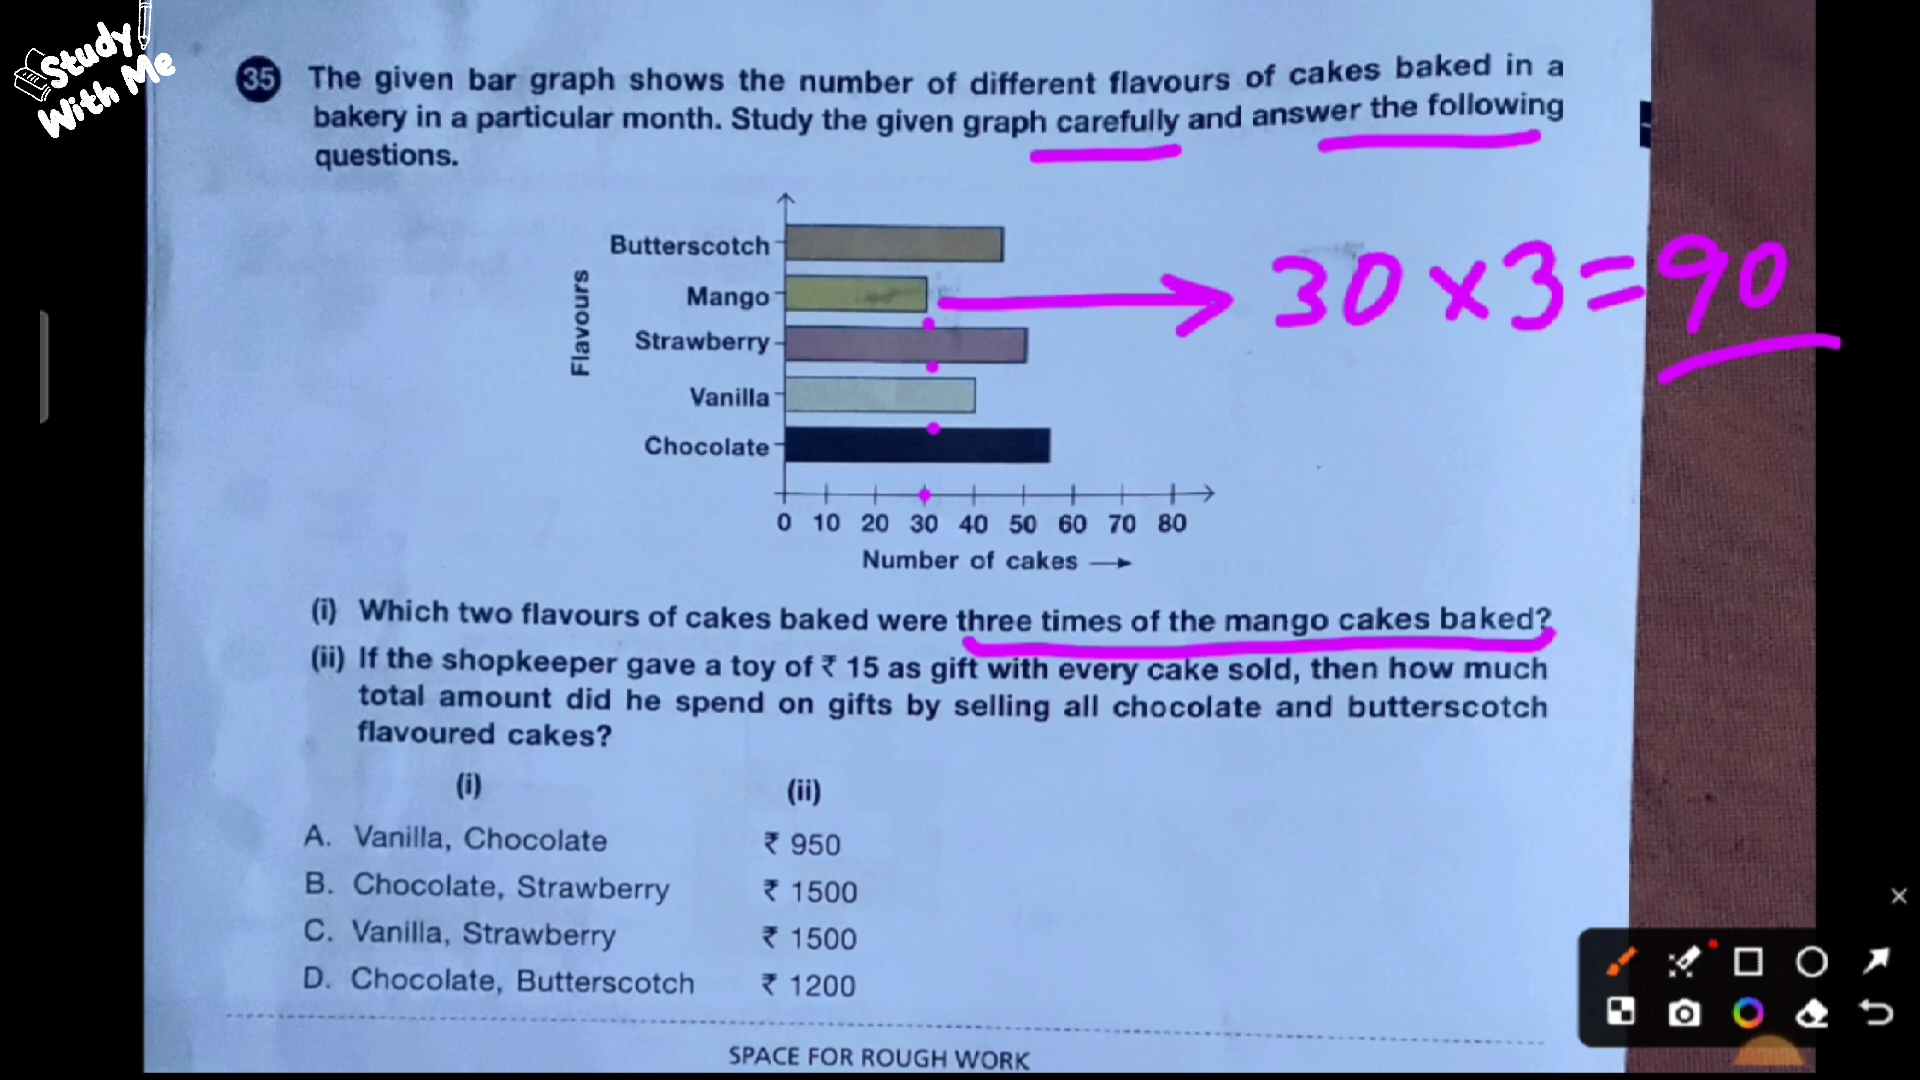 Study
With Me
35 The given bar graph shows the number of different flavours of cakes baked in a
bakery in a particular month. Study the given graph carefully and answer the following
questions.
Butterscotch
Mango
Strawberry
Vanilla
Chocolate
Flavours
30 x 3 = 90
0 10 20 30 40 50 60 70 80
Number of cakes
(i) Which two flavours of cakes baked were three times of the mango cakes baked?
(ii) If the shopkeeper gave a toy of ₹ 15 as gift with every cake sold, then how much
total amount did he spend on gifts by selling all chocolate and butterscotch
flavoured cakes?
(i) (ii)
A. Vanilla, Chocolate ₹ 950
B. Chocolate, Strawberry ₹ 1500
C. Vanilla, Strawberry ₹ 1500
D. Chocolate, Butterscotch ₹ 1200
SPACE FOR ROUGH WORK